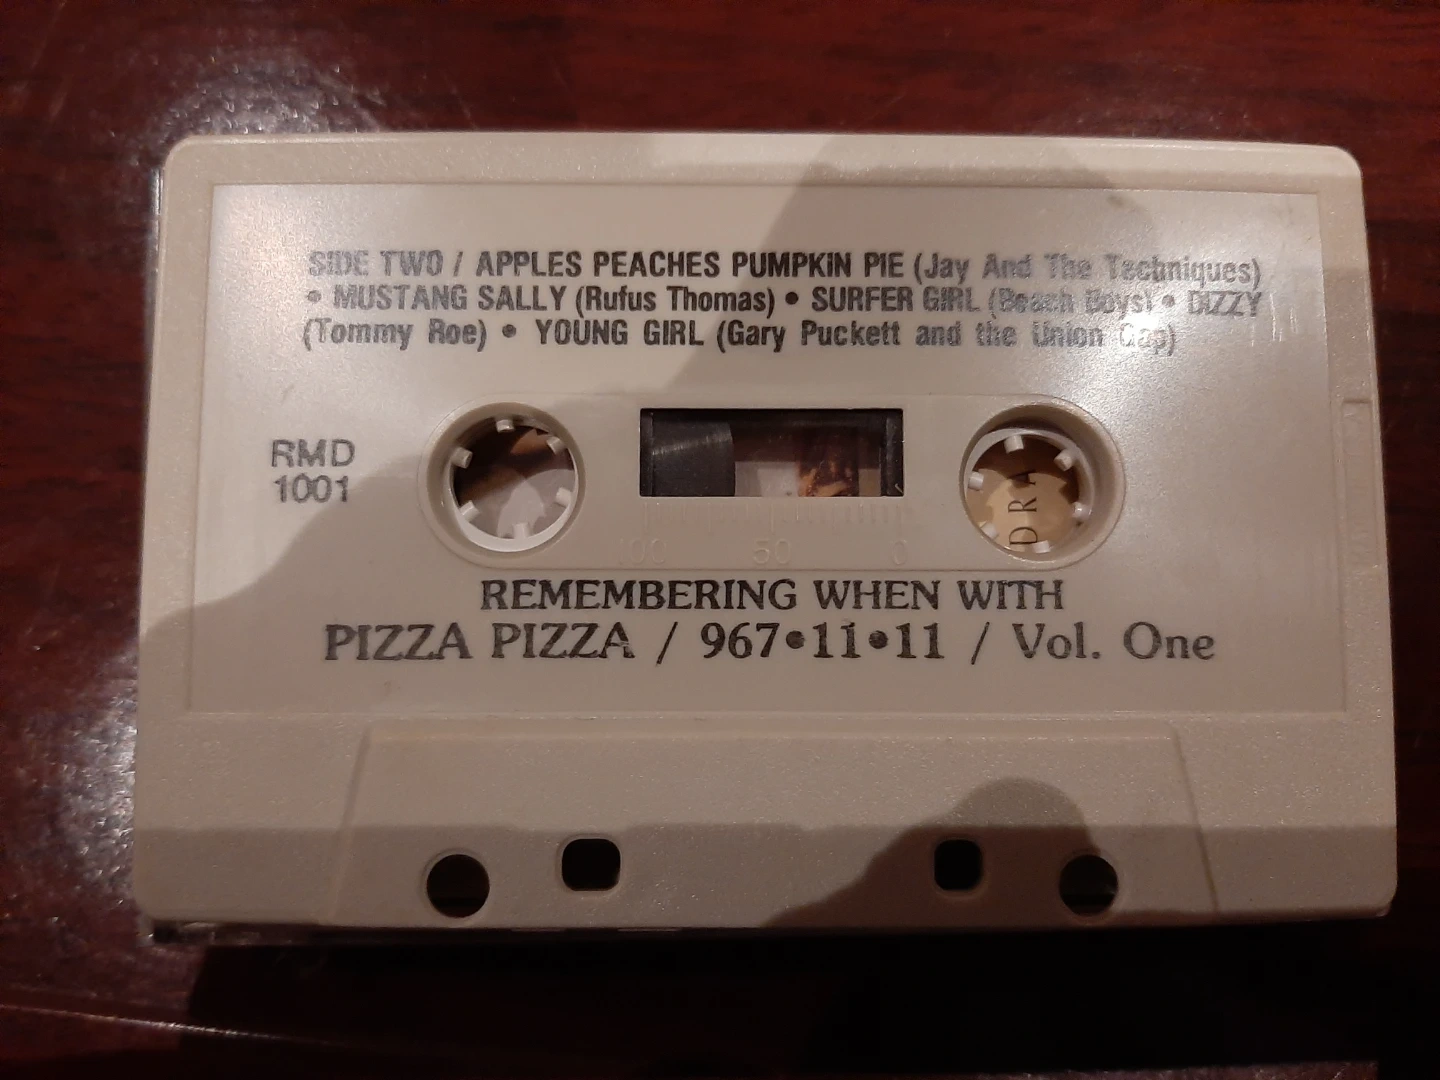 SIDE TWO / APPLES PEACHES PUMPKIN PIE (Jay And The Techniques)
• MUSTANG SALLY (Rufus Thomas) • SURFER GIRL (Beach Boys) • DIZZY
(Tommy Roe) • YOUNG GIRL (Gary Puckett and the Union Gap)
RMD
1001
100 50 0
DRA
REMEMBERING WHEN WITH
PIZZA PIZZA / 967•11•11 / Vol. One